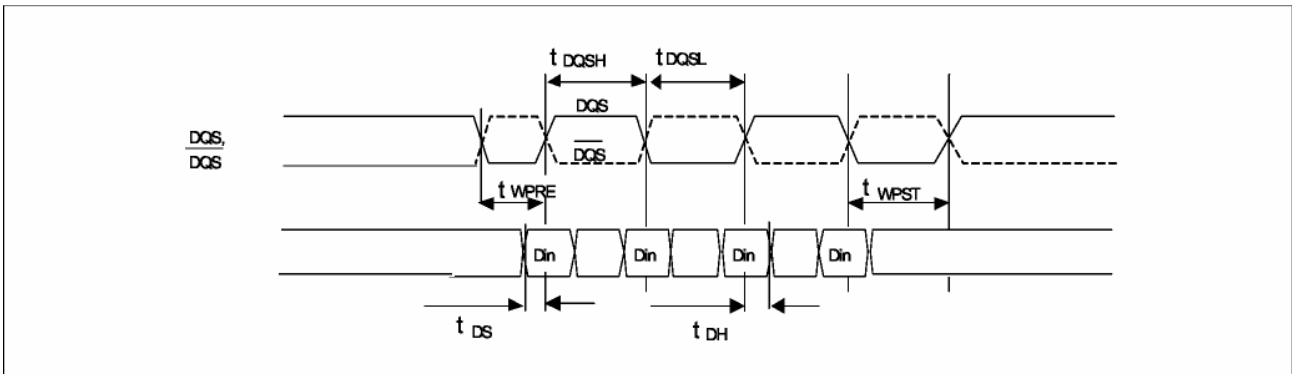 t DQSH
t DQSL
DQS
DQS,
DQS
DQS
t WPRE
t WPST
Din
Din
Din
Din
t DS
t DH